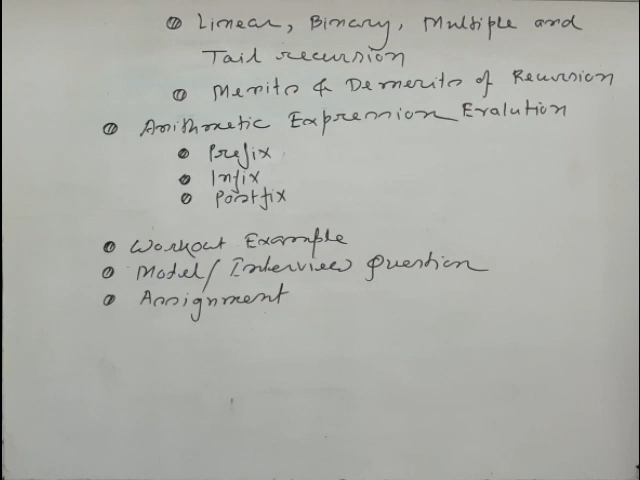 Linear, Binary, Multiple and
Tail recursion
Merits & Demerits of Recursion
Arithmetic Expression Evalution
Prefix
Infix
Postfix
Workout Example
Model/Interview Question
Assignment